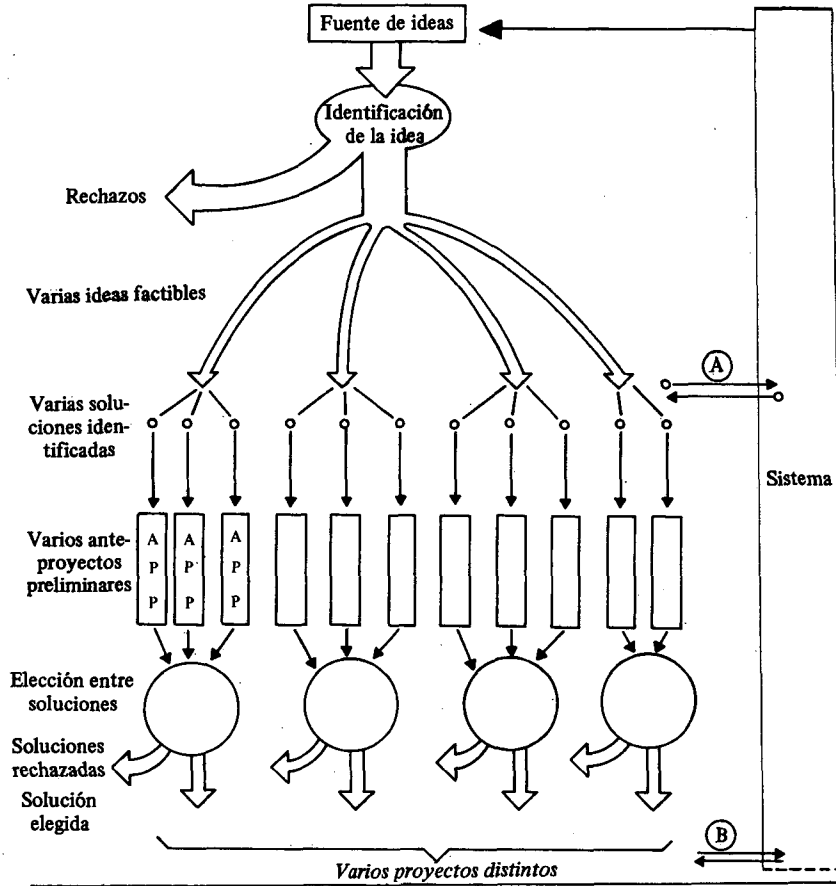 Fuente de ideas
Identificación
de la idea
Rechazos
Varias ideas factibles
A
Varias solu-
ciones iden-
tificadas
Sistema
Varios ante-
proyectos
preliminares
A
P
P
A
P
P
A
P
P
Elección entre
soluciones
Soluciones
rechazadas
Solución
elegida
B
Varios proyectos distintos